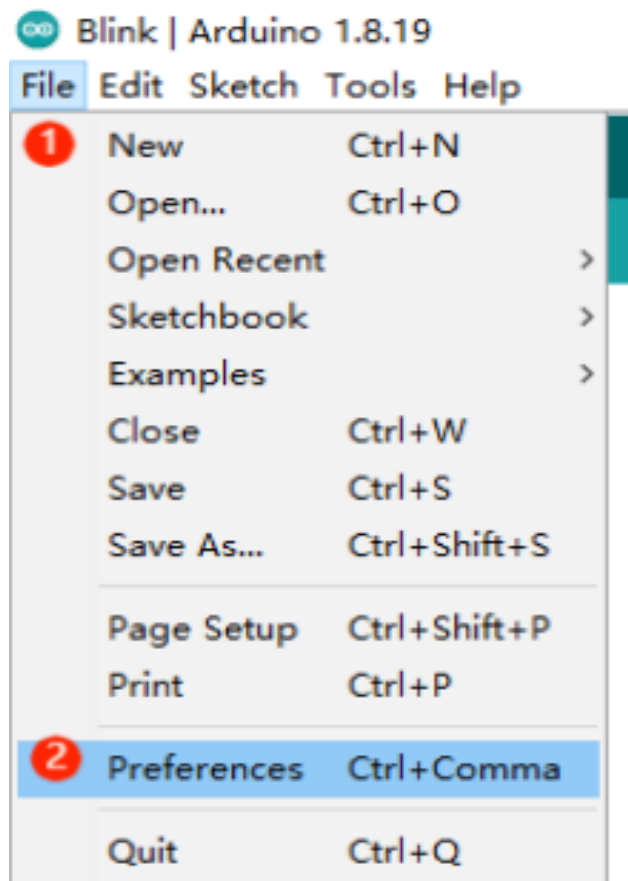 Blink | Arduino 1.8.19
File Edit Sketch Tools Help
1 New Ctrl+N
Open... Ctrl+O
Open Recent >
Sketchbook >
Examples >
Close Ctrl+W
Save Ctrl+S
Save As... Ctrl+Shift+S
Page Setup Ctrl+Shift+P
Print Ctrl+P
2 Preferences Ctrl+Comma
Quit Ctrl+Q